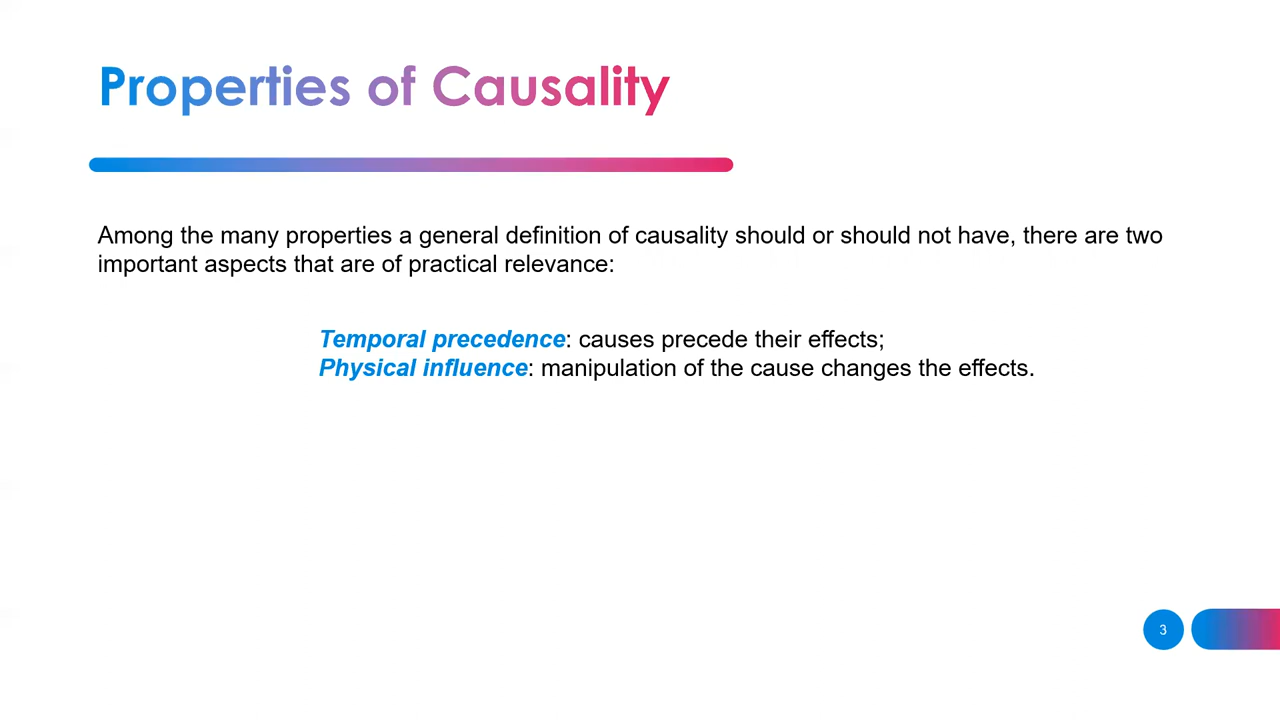 Properties of Causality
Among the many properties a general definition of causality should or should not have, there are two
important aspects that are of practical relevance:
Temporal precedence: causes precede their effects;
Physical influence: manipulation of the cause changes the effects.
3